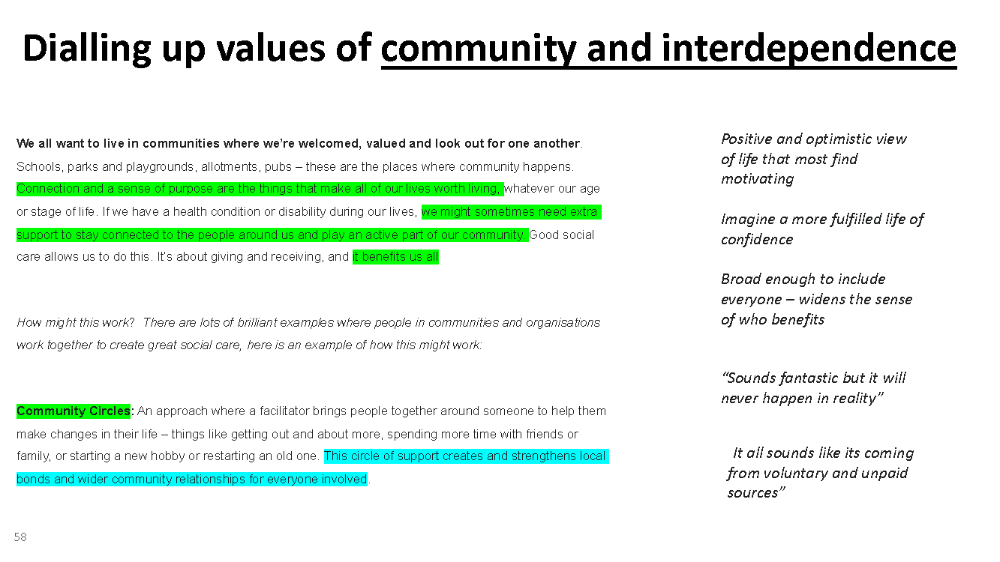 Dialling up values of community and interdependence
We all want to live in communities where we’re welcomed, valued and look out for one another.
Schools, parks and playgrounds, allotments, pubs – these are the places where community happens.
Connection and a sense of purpose are the things that make all of our lives worth living, whatever our age
or stage of life. If we have a health condition or disability during our lives, we might sometimes need extra
support to stay connected to the people around us and play an active part of our community. Good social
care allows us to do this. It’s about giving and receiving, and it benefits us all
How might this work?  There are lots of brilliant examples where people in communities and organisations
work together to create great social care, here is an example of how this might work:
Community Circles: An approach where a facilitator brings people together around someone to help them
make changes in their life – things like getting out and about more, spending more time with friends or
family, or starting a new hobby or restarting an old one. This circle of support creates and strengthens local
bonds and wider community relationships for everyone involved.
Positive and optimistic view
of life that most find
motivating
Imagine a more fulfilled life of
confidence
Broad enough to include
everyone – widens the sense
of who benefits
“Sounds fantastic but it will
never happen in reality”
It all sounds like its coming
from voluntary and unpaid
sources”
58